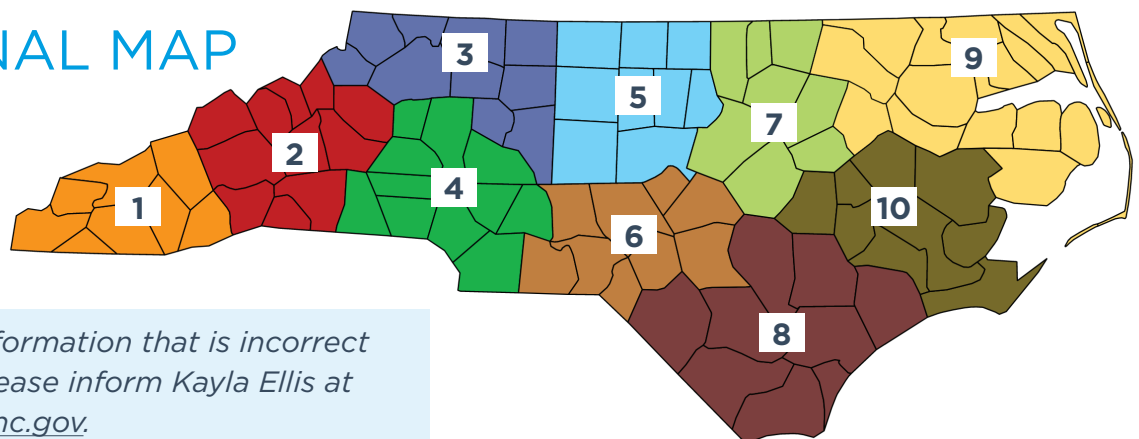 NAL MAP
3
9
5
7
2
4
1
10
6
8
formation that is incorrect
ease inform Kayla Ellis at
nc.gov.